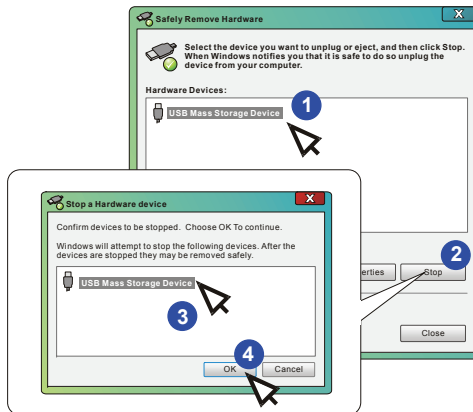 Safely Remove Hardware
X
Select the device you want to unplug or eject, and then click Stop.
When Windows notifies you that it is safe to do so unplug the
device from your computer.
Hardware Devices:
USB Mass Storage Device
1
2
erties
Stop
Close
Stop a Hardware device
X
Confirm devices to be stopped. Choose OK To continue.
Windows will attempt to stop the following devices. After the
devices are stopped they may be removed safely.
USB Mass Storage Device
3
4
OK
Cancel